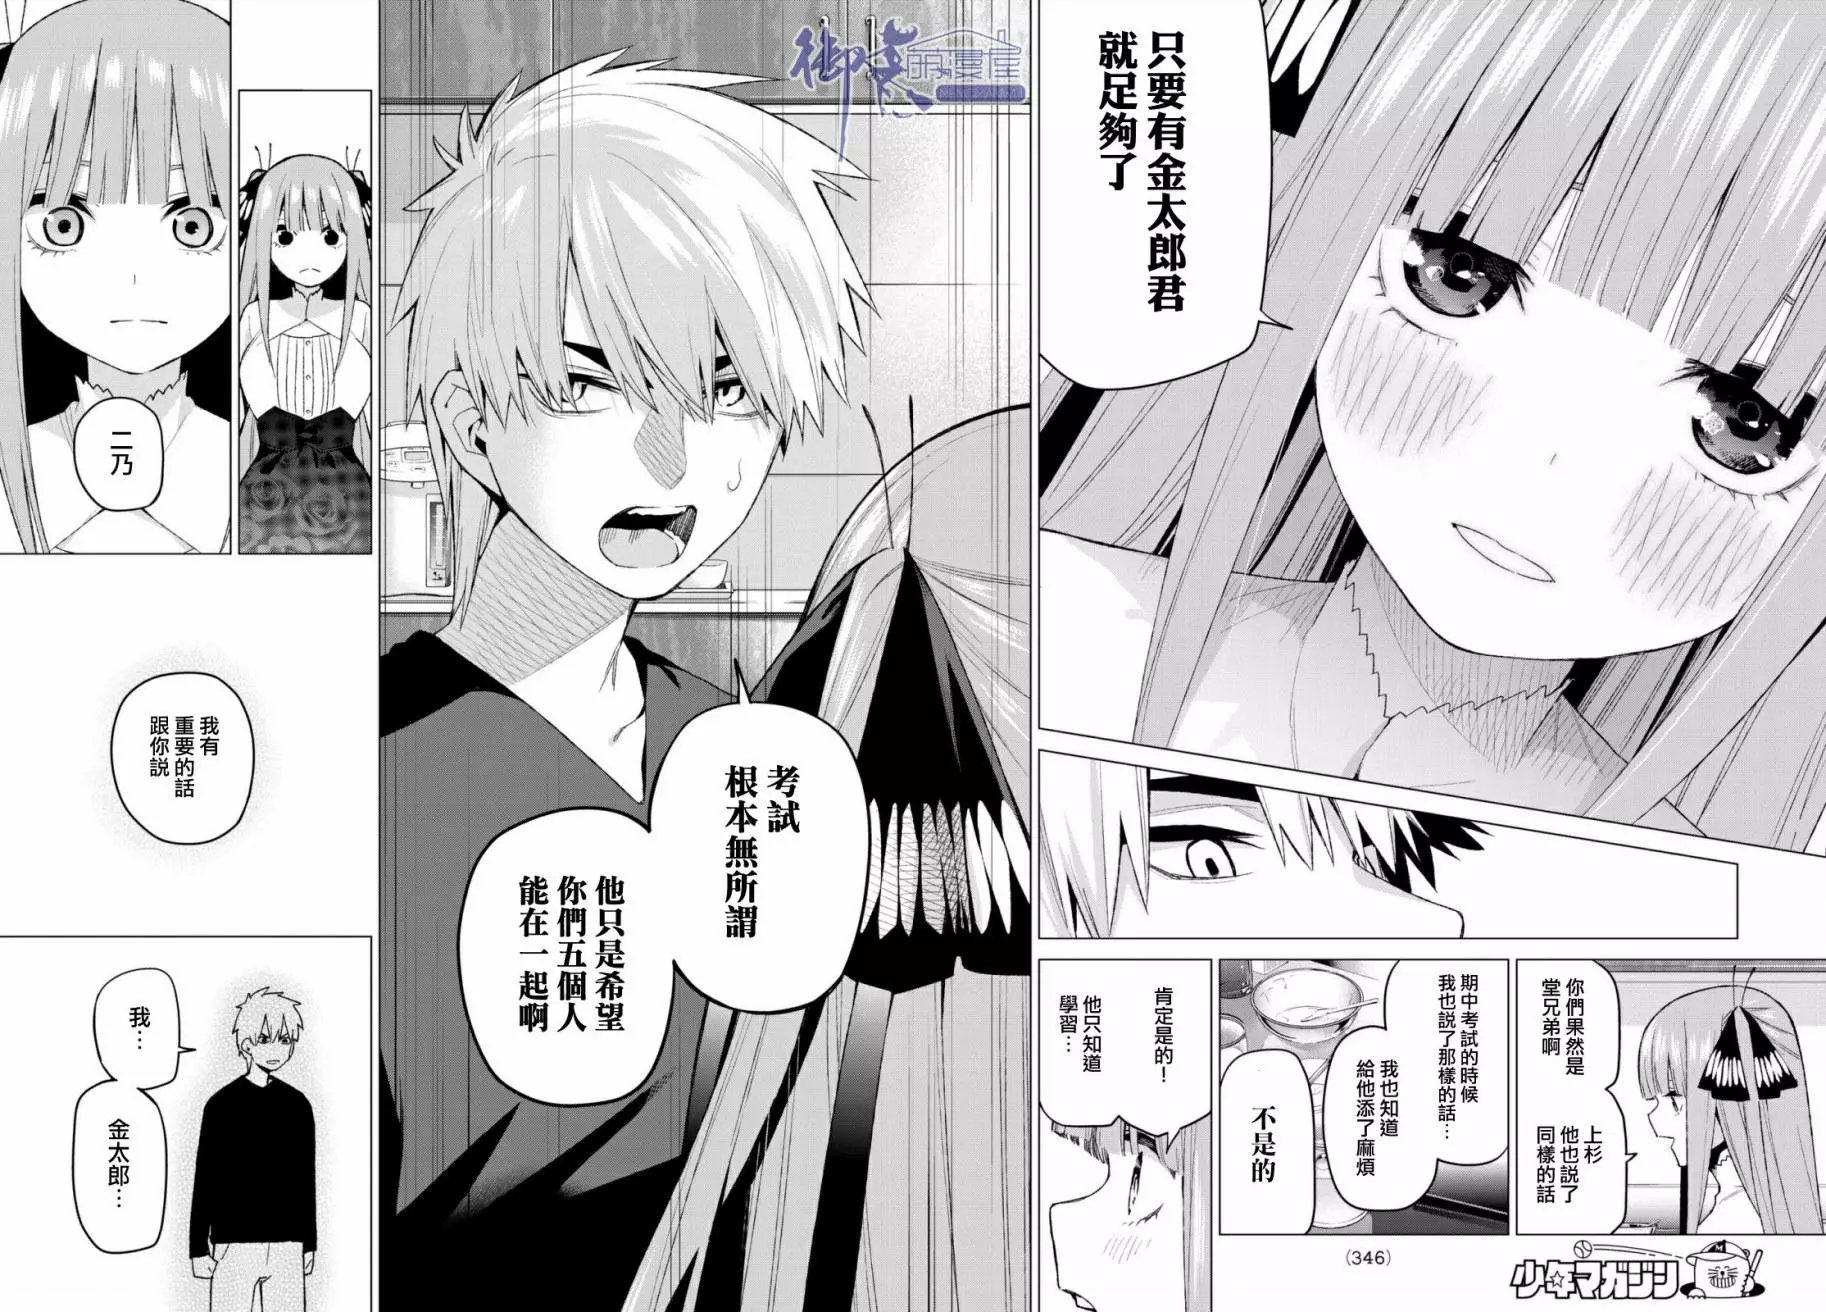 只要有金太郎君
就足夠了
你們果然是
堂兄弟啊
上杉
他也說了
同樣的話
期中考試的時候
我也說了那樣的話…
我也知道
給他添了麻煩
不是的
肯定是的!
他只知道
學習…
(346)
少年マガジン
M
考試
根本無所謂
他只是希望
你們五個人
能在一起啊
二乃
我有
重要的話
跟你說
我…
金太郎…
萌漫屋